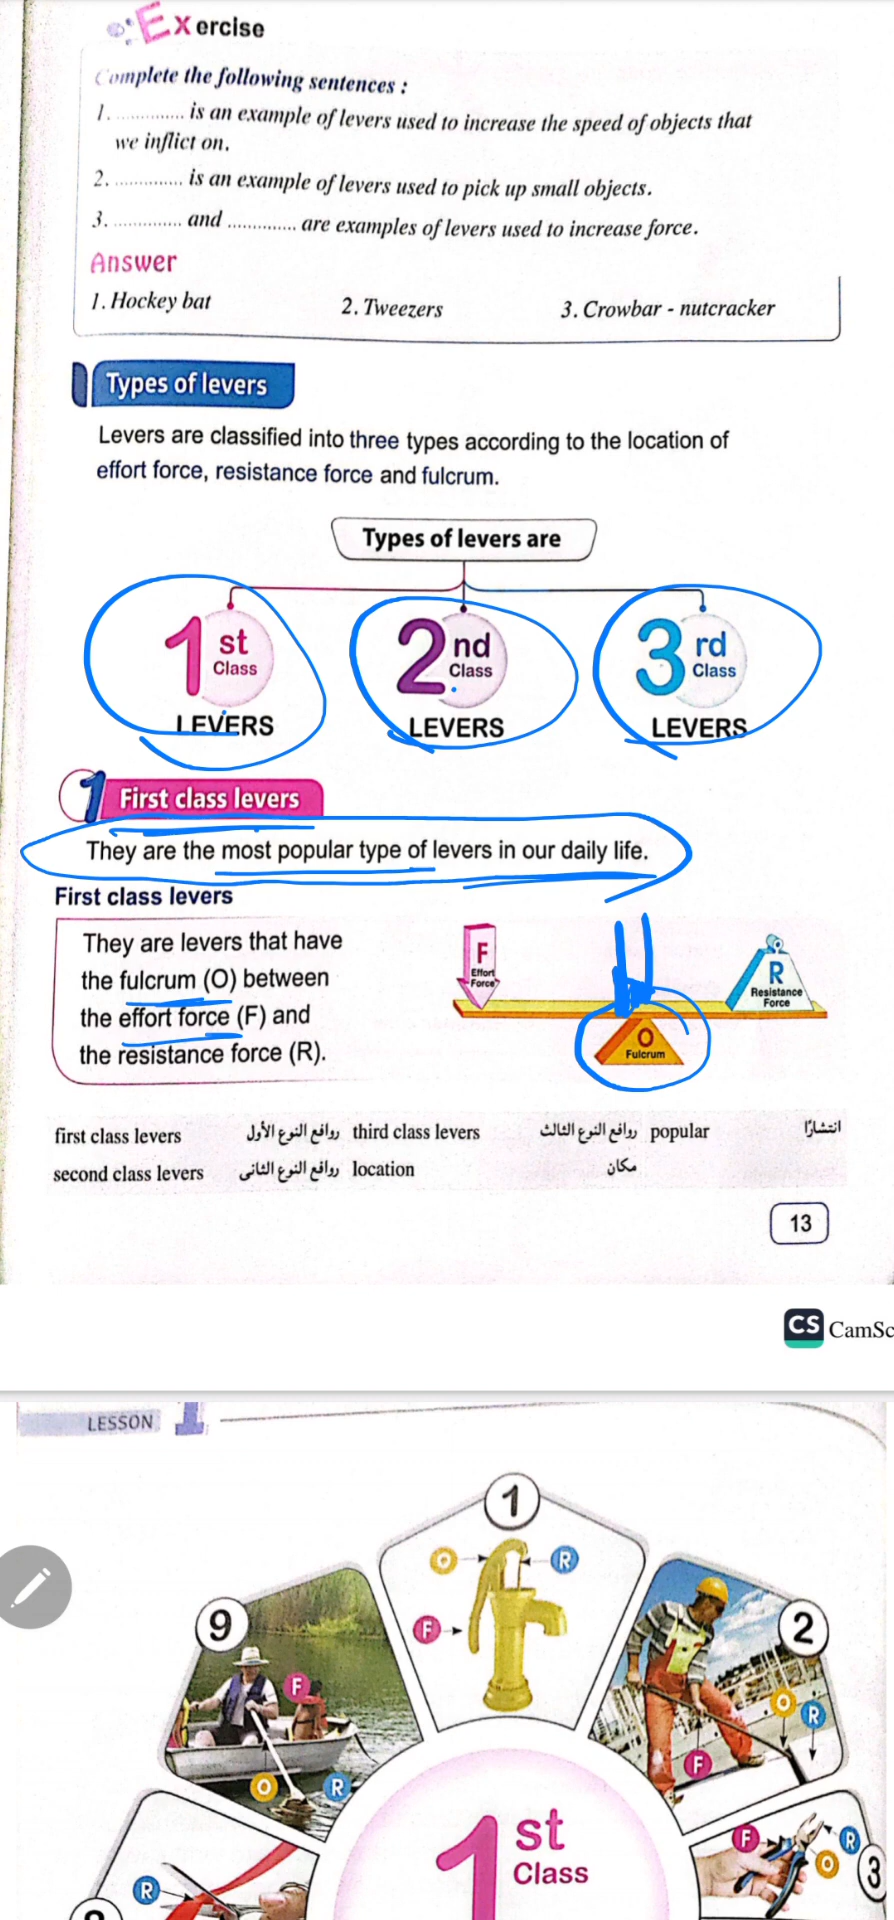 Exercise
Complete the following sentences :
1. ............. is an example of levers used to increase the speed of objects that
we inflict on.
2. ............. is an example of levers used to pick up small objects.
3. ............. and ............. are examples of levers used to increase force.
Answer
1. Hockey bat 2. Tweezers 3. Crowbar - nutcracker
Types of levers
Levers are classified into three types according to the location of
effort force, resistance force and fulcrum.
Types of levers are
1st Class LEVERS
2nd Class LEVERS
3rd Class LEVERS
1 First class levers
They are the most popular type of levers in our daily life.
First class levers
They are levers that have
the fulcrum (O) between
the effort force (F) and
the resistance force (R).
F
Effort
Force
R
Resistance
Force
O
Fulcrum
first class levers روافع النوع الأول third class levers روافع النوع الثالث popular انتشارًا
second class levers روافع النوع الثانى location مكان
13
CS CamSc
LESSON 1
1
O R
F
9
F
O R
2
O R
F
1st
Class
F R
O
3
R